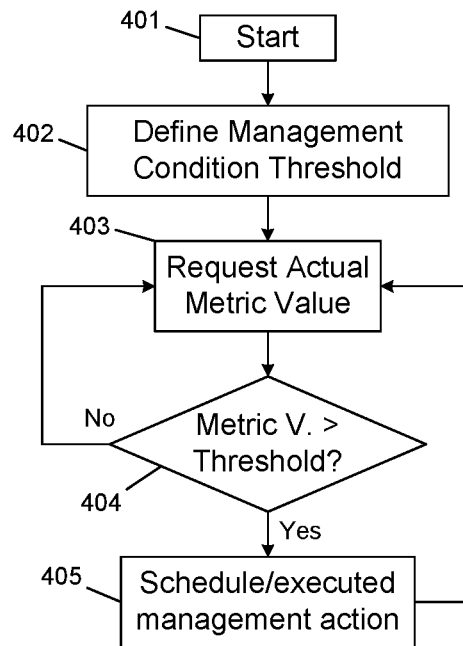 401
Start
402
Define Management
Condition Threshold
403
Request Actual
Metric Value
No
Metric V. >
Threshold?
404
Yes
405
Schedule/executed
management action